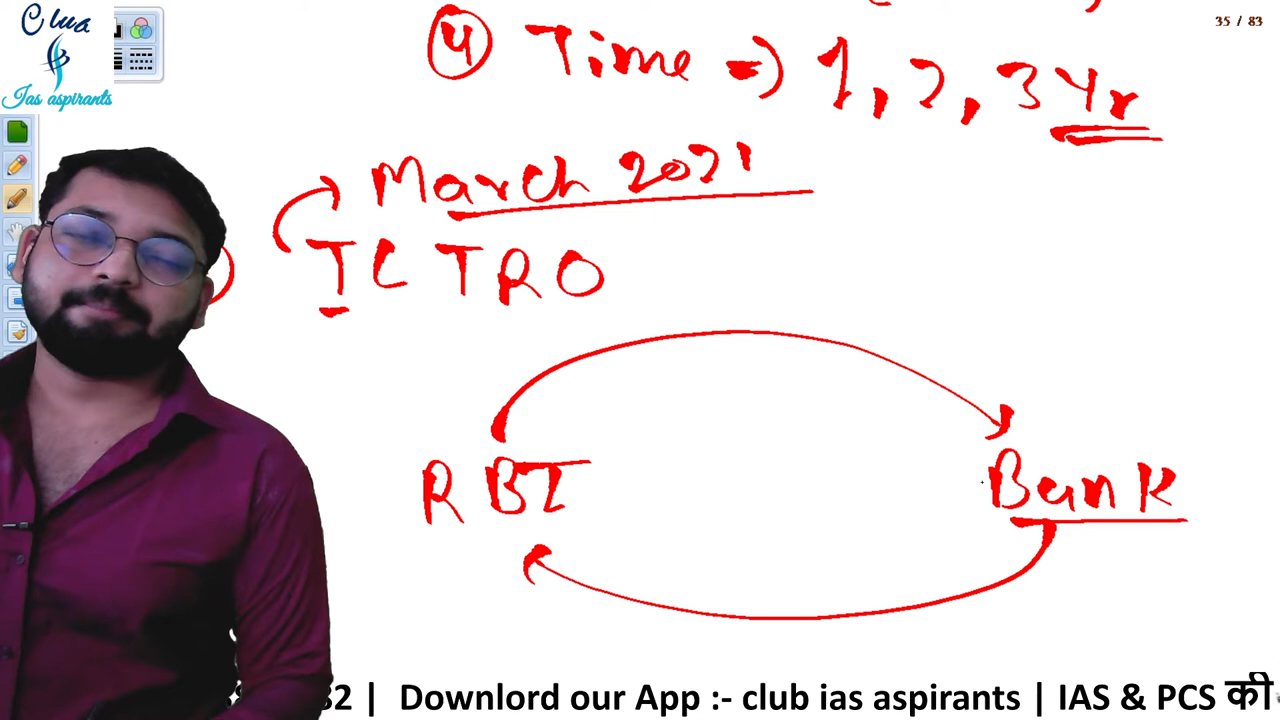 Club
Ias aspirants
35 / 83
④ Time => 1, 2, 3 Yr
March 2021
TLTRO
RBI
Bank
32 | Downlord our App :- club ias aspirants | IAS & PCS की